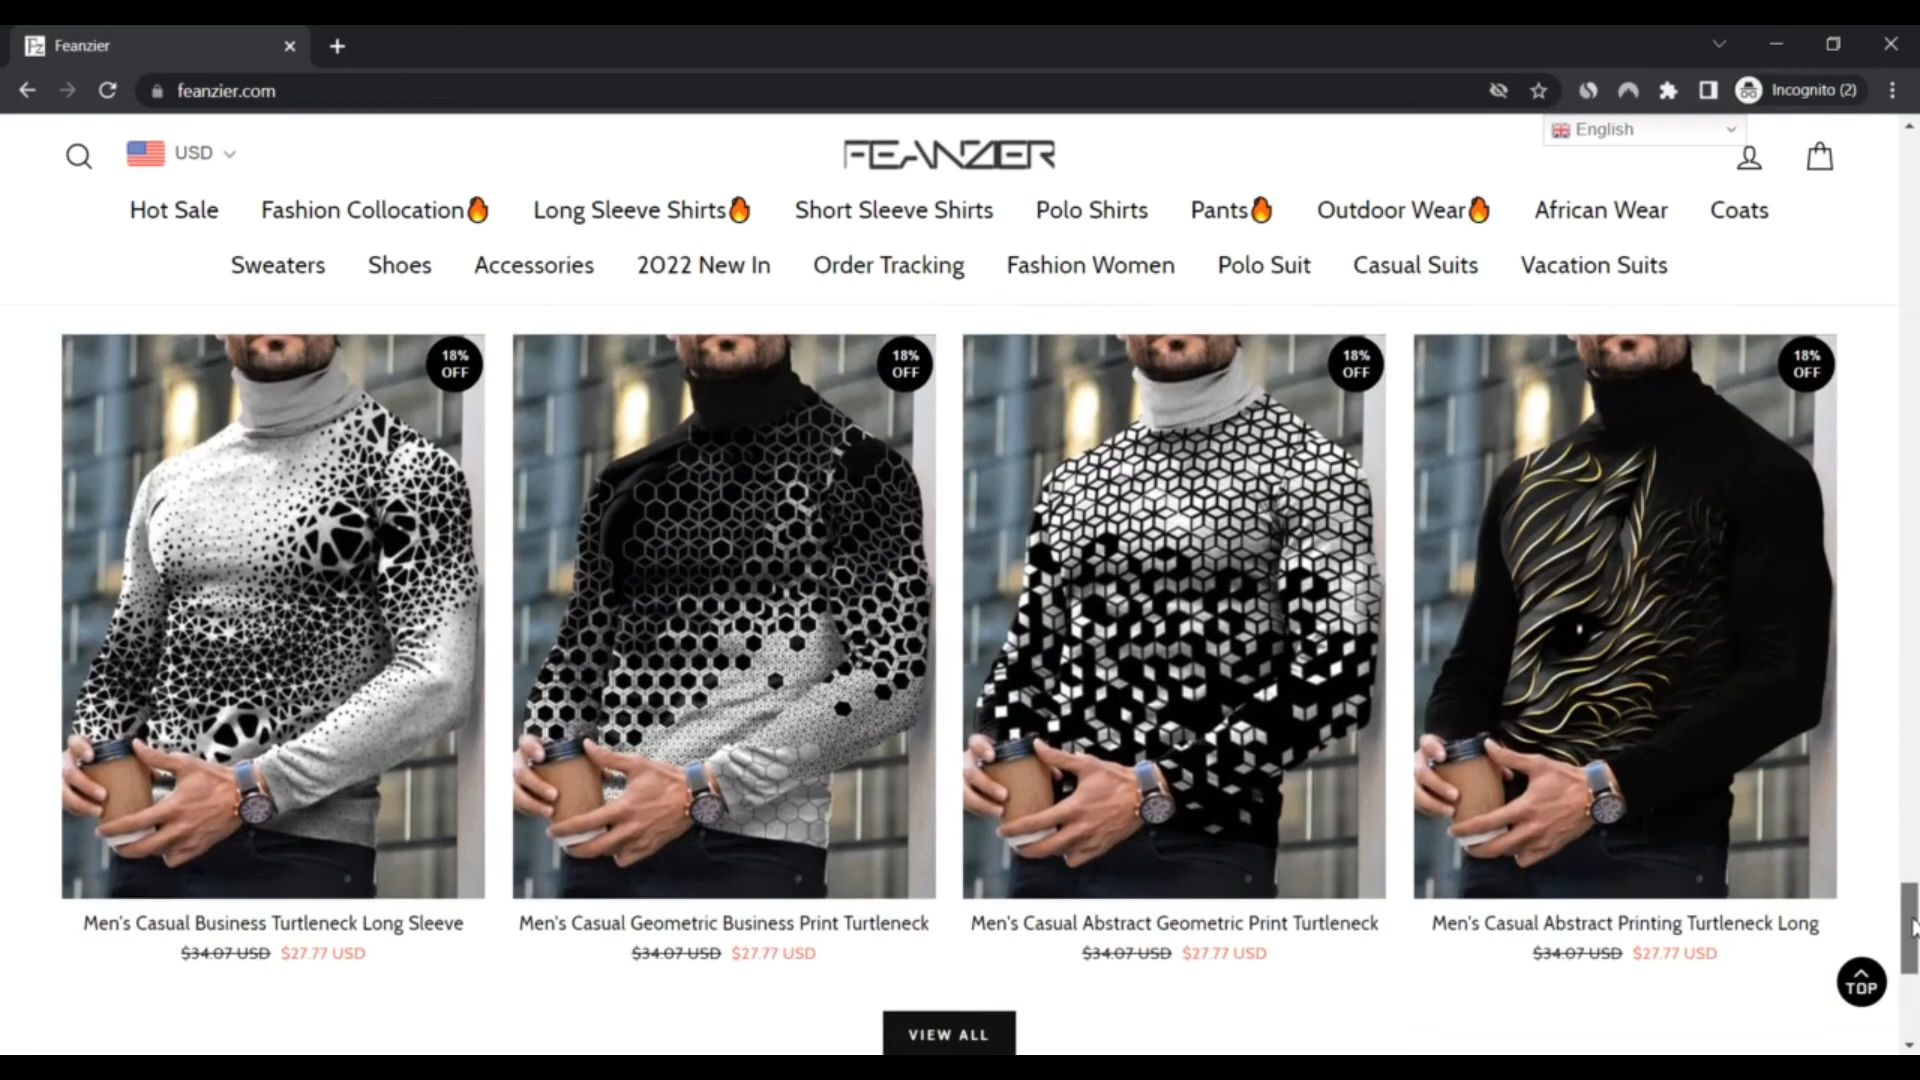 Feanzier
feanzier.com
Incognito (2)
English
USD
FEANZIER
Hot Sale Fashion Collocation🔥 Long Sleeve Shirts🔥 Short Sleeve Shirts Polo Shirts Pants🔥 Outdoor Wear🔥 African Wear Coats
Sweaters Shoes Accessories 2022 New In Order Tracking Fashion Women Polo Suit Casual Suits Vacation Suits
18%
OFF
18%
OFF
18%
OFF
18%
OFF
Men's Casual Business Turtleneck Long Sleeve
$34.07 USD $27.77 USD
Men's Casual Geometric Business Print Turtleneck
$34.07 USD $27.77 USD
Men's Casual Abstract Geometric Print Turtleneck
$34.07 USD $27.77 USD
Men's Casual Abstract Printing Turtleneck Long
$34.07 USD $27.77 USD
TOP
VIEW ALL